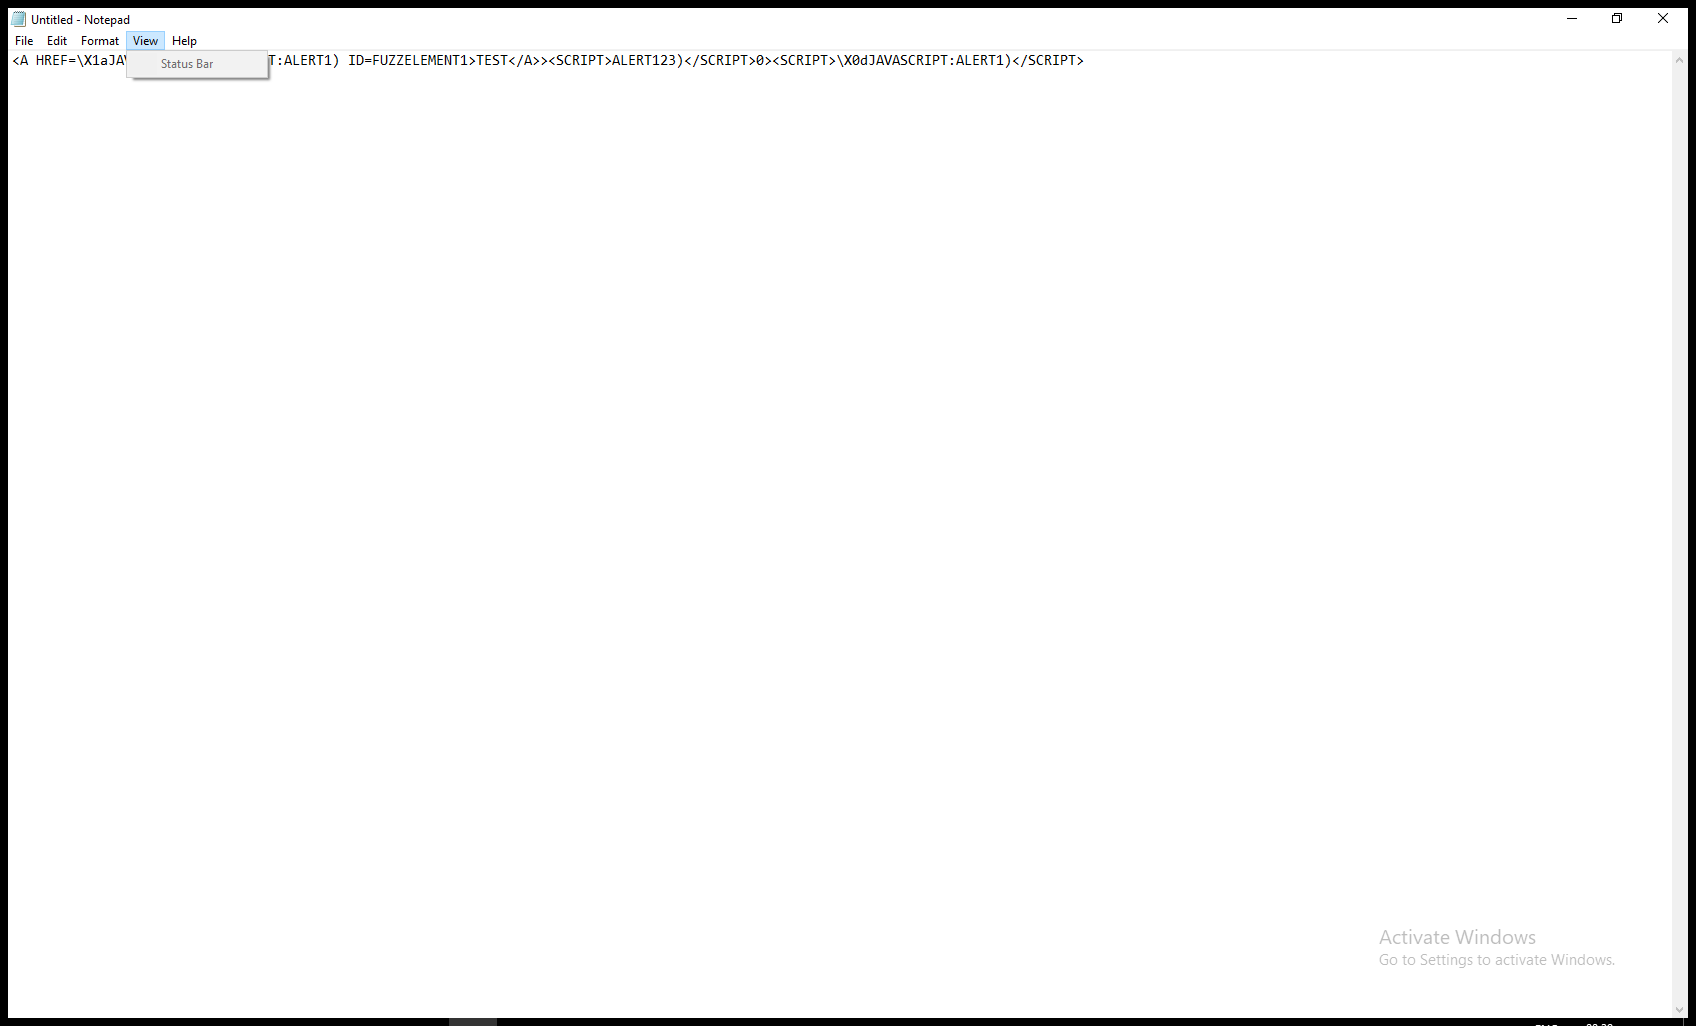 Untitled - Notepad
File Edit Format View Help
<A HREF=\X1aJA T:ALERT1) ID=FUZZELEMENT1>TEST</A>><SCRIPT>ALERT123)</SCRIPT>0><SCRIPT>\X0dJAVASCRIPT:ALERT1)</SCRIPT>
Status Bar
Activate Windows
Go to Settings to activate Windows.